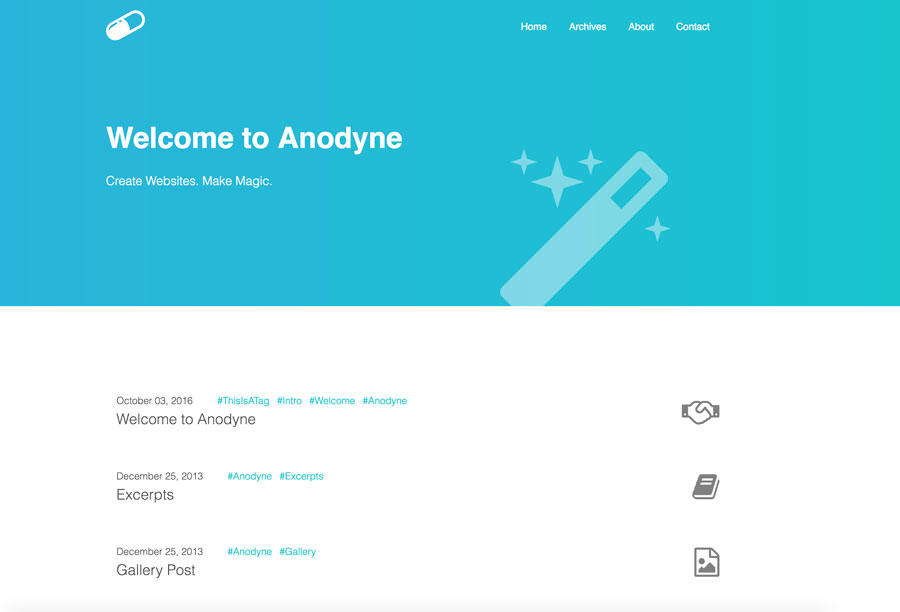 Home Archives About Contact
Welcome to Anodyne
Create Websites. Make Magic.
October 03, 2016 #ThisIsATag #Intro #Welcome #Anodyne
Welcome to Anodyne
December 25, 2013 #Anodyne #Excerpts
Excerpts
December 25, 2013 #Anodyne #Gallery
Gallery Post